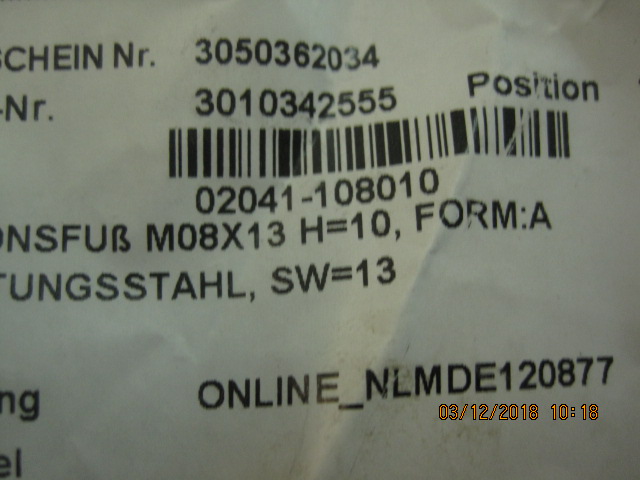 SCHEIN Nr. 3050362034
-Nr. 3010342555 Position
02041-108010
ONSFUß M08X13 H=10, FORM:A
TUNGSSTAHL, SW=13
ng ONLINE_NLMDE120877
03/12/2018 10:18
el